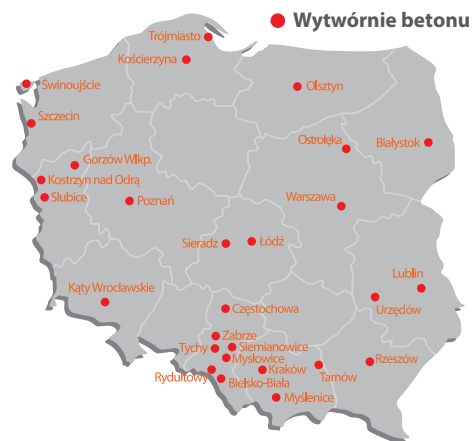 Wytwórnie betonu
Trójmiasto
Kościerzyna
Świnoujście
Olsztyn
Szczecin
Ostrołęka
Białystok
Gorzów Wlkp.
Kostrzyn nad Odrą
Słubice
Poznań
Warszawa
Sieradz
Łódź
Kąty Wrocławskie
Lublin
Urzędów
Częstochowa
Zabrze
Siemianowice
Tychy
Mysłowice
Kraków
Rzeszów
Tarnów
Rydułtowy
Bielsko-Biała
Myślenice